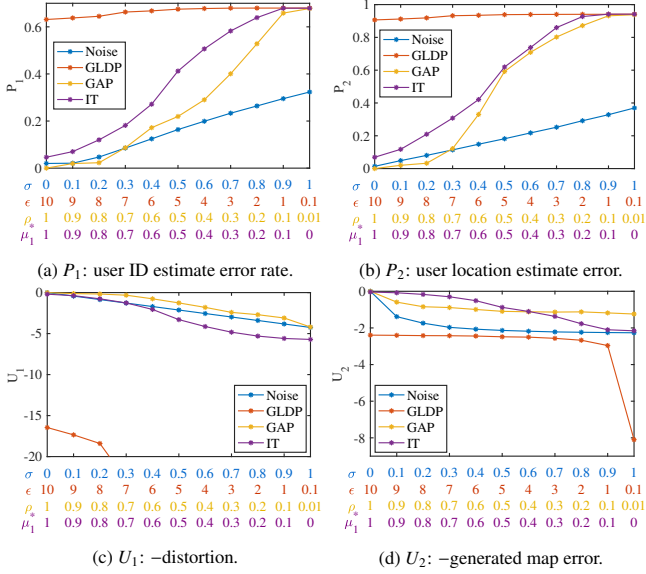 P1
0.6
0.4
0.2
0
Noise
GLDP
GAP
IT
σ 0 0.1 0.2 0.3 0.4 0.5 0.6 0.7 0.8 0.9 1
ϵ 10 9 8 7 6 5 4 3 2 1 0.1
ρ 1 0.9 0.8 0.7 0.6 0.5 0.4 0.3 0.2 0.1 0.01
μ₁* 1 0.9 0.8 0.7 0.6 0.5 0.4 0.3 0.2 0.1 0
(a) P1: user ID estimate error rate.
P2
1
0.8
0.6
0.4
0.2
0
Noise
GLDP
GAP
IT
σ 0 0.1 0.2 0.3 0.4 0.5 0.6 0.7 0.8 0.9 1
ϵ 10 9 8 7 6 5 4 3 2 1 0.1
ρ 1 0.9 0.8 0.7 0.6 0.5 0.4 0.3 0.2 0.1 0.01
μ₁* 1 0.9 0.8 0.7 0.6 0.5 0.4 0.3 0.2 0.1 0
(b) P2: user location estimate error.
U1
0
-5
-10
-15
-20
Noise
GLDP
GAP
IT
σ 0 0.1 0.2 0.3 0.4 0.5 0.6 0.7 0.8 0.9 1
ϵ 10 9 8 7 6 5 4 3 2 1 0.1
ρ 1 0.9 0.8 0.7 0.6 0.5 0.4 0.3 0.2 0.1 0.01
μ₁* 1 0.9 0.8 0.7 0.6 0.5 0.4 0.3 0.2 0.1 0
(c) U1: −distortion.
U2
0
-2
-4
-6
-8
Noise
GLDP
GAP
IT
σ 0 0.1 0.2 0.3 0.4 0.5 0.6 0.7 0.8 0.9 1
ϵ 10 9 8 7 6 5 4 3 2 1 0.1
ρ 1 0.9 0.8 0.7 0.6 0.5 0.4 0.3 0.2 0.1 0.01
μ₁* 1 0.9 0.8 0.7 0.6 0.5 0.4 0.3 0.2 0.1 0
(d) U2: −generated map error.